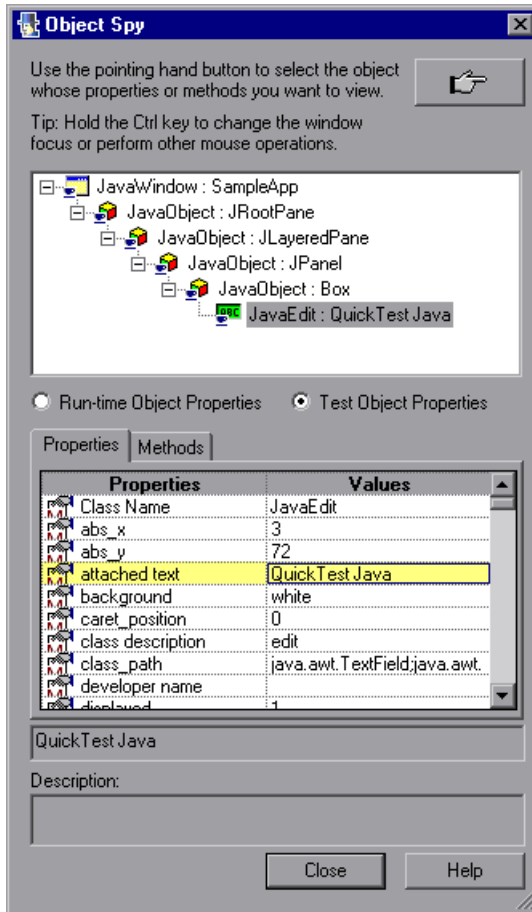 Object Spy
Use the pointing hand button to select the object
whose properties or methods you want to view.
Tip: Hold the Ctrl key to change the window
focus or perform other mouse operations.
JavaWindow : SampleApp
JavaObject : JRootPane
JavaObject : JLayeredPane
JavaObject : JPanel
JavaObject : Box
ABC JavaEdit : QuickTest Java
Run-time Object Properties Test Object Properties
Properties Methods
Properties Values
Class Name JavaEdit
abs_x 3
abs_y 72
attached text QuickTest Java
background white
caret_position 0
class description edit
class_path java.awt.TextField;java.awt.
developer name
displayed 1
QuickTest Java
Description:
Close Help